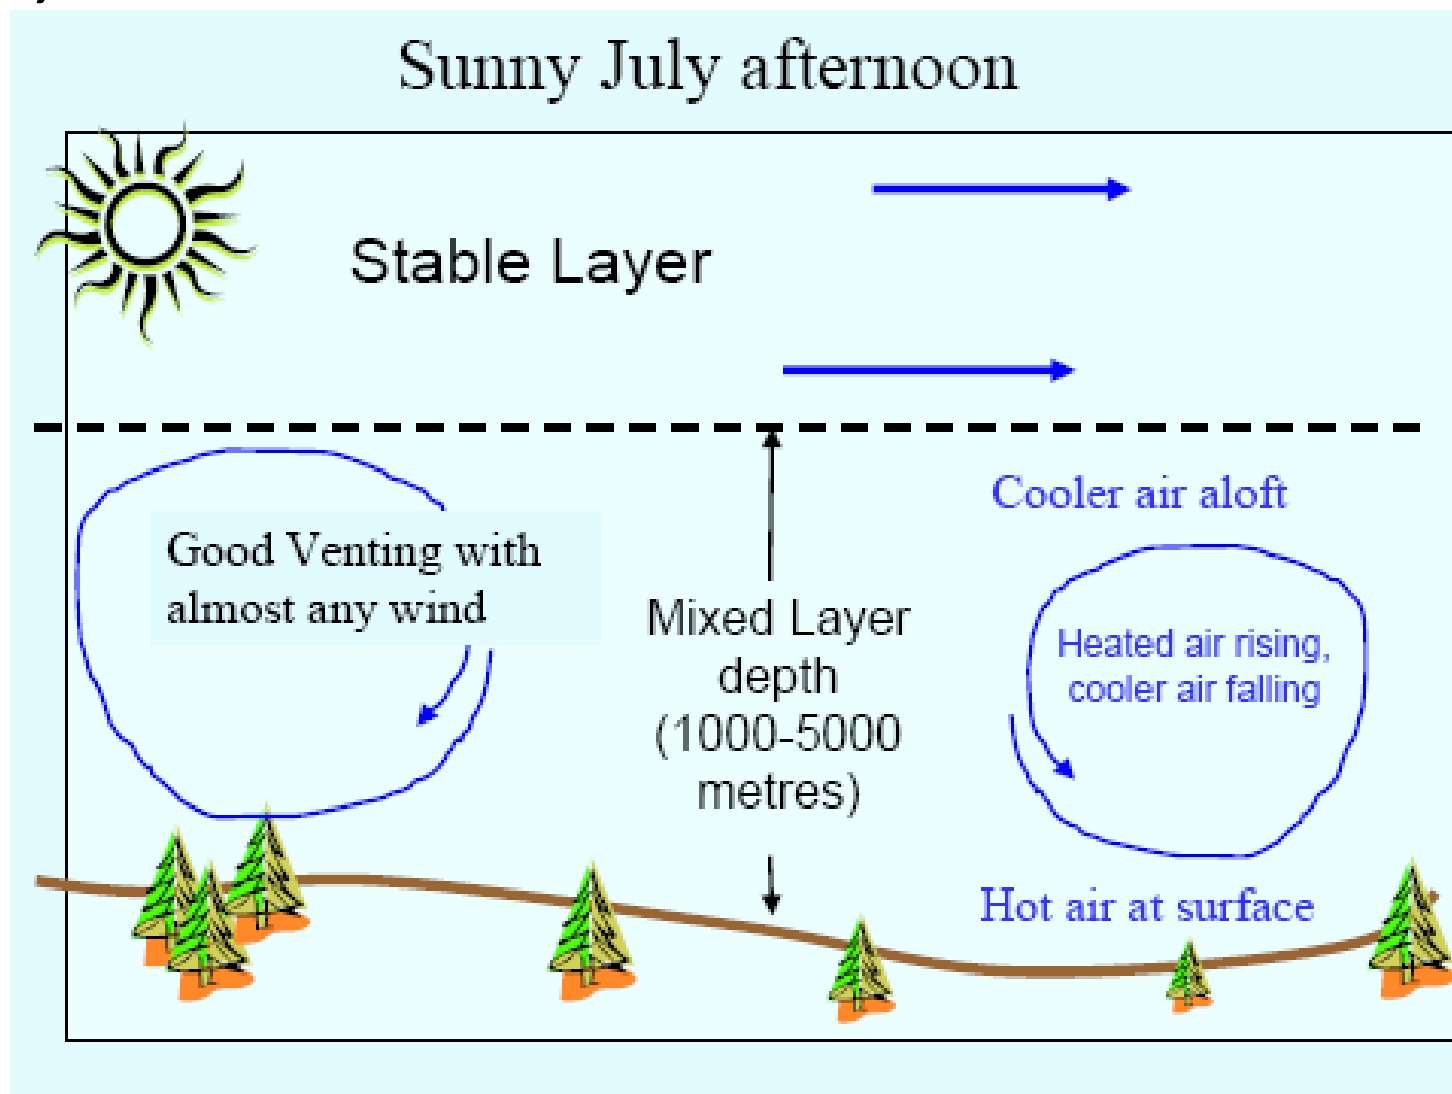 Sunny July afternoon
Stable Layer
Cooler air aloft
Good Venting with
almost any wind
Mixed Layer
depth
(1000-5000
metres)
Heated air rising,
cooler air falling
Hot air at surface